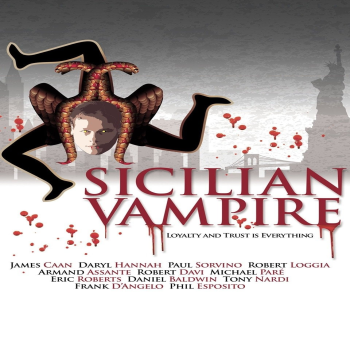 SICILIAN
VAMPIRE
LOYALTY AND TRUST IS EVERYTHING
JAMES CAAN DARYL HANNAH PAUL SORVINO ROBERT LOGGIA
ARMAND ASSANTE ROBERT DAVI MICHAEL PARÉ
ERIC ROBERTS DANIEL BALDWIN TONY NARDI
FRANK D'ANGELO PHIL ESPOSITO